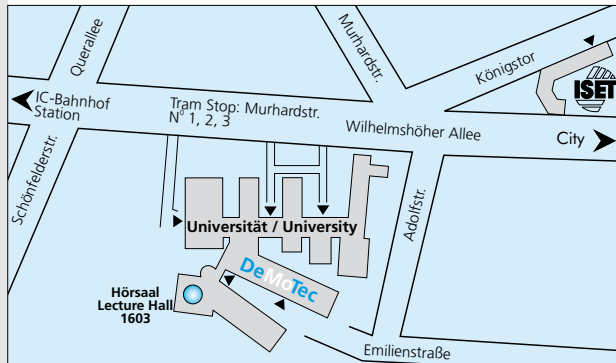 Querallee
Murhardstr.
Königstor
ISET
IC-Bahnhof
Station
Tram Stop: Murhardstr.
N° 1, 2, 3
Wilhelmshöher Allee
City
Schönfelderstr.
Universität / University
Adolfstr.
DeMoTec
Hörsaal
Lecture Hall
1603
Emilienstraße